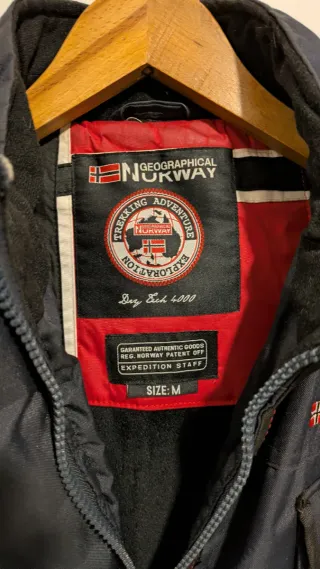 GEOGRAPHICAL
NORWAY
TREKKING ADVENTURE
NORWAY
EXPLORATION
Dry Tech 4000
GARANTEED AUTHENTIC GOODS
REG. NORWAY PATENT OFF
EXPEDITION STAFF
SIZE: M